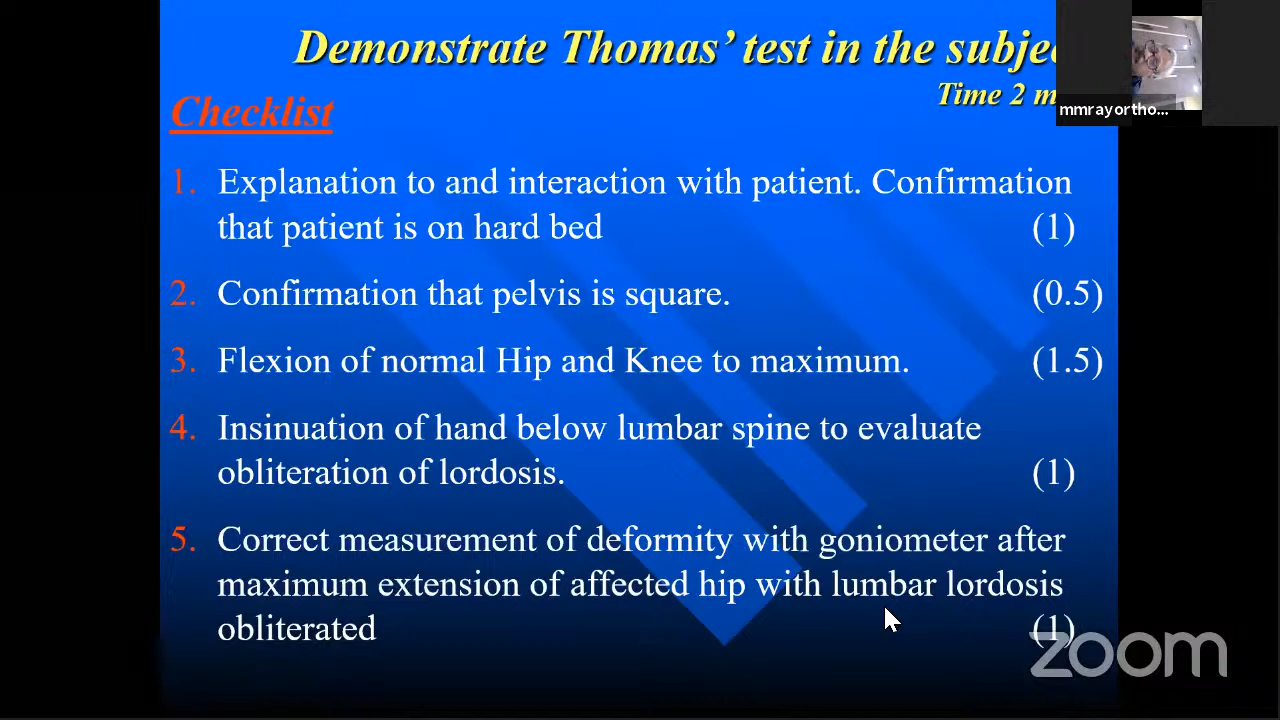 Demonstrate Thomas’ test in the
Time 2
mmrayortho...
Checklist
1. Explanation to and interaction with patient. Confirmation
that patient is on hard bed (1)
2. Confirmation that pelvis is square. (0.5)
3. Flexion of normal Hip and Knee to maximum. (1.5)
4. Insinuation of hand below lumbar spine to evaluate
obliteration of lordosis. (1)
5. Correct measurement of deformity with goniometer after
maximum extension of affected hip with lumbar lordosis
obliterated (1)
zoom